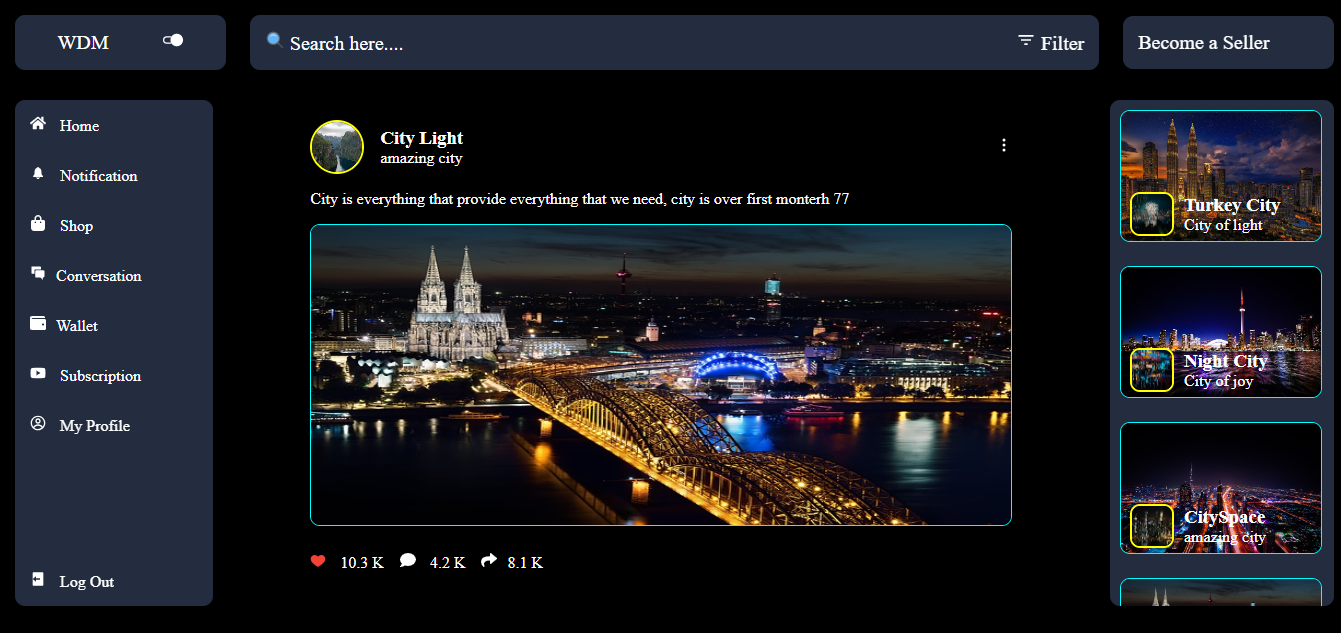 WDM
Search here....
Filter
Become a Seller
Home
Notification
Shop
Conversation
Wallet
Subscription
My Profile
Log Out
City Light
amazing city
City is everything that provide everything that we need, city is over first monterh 77
10.3 K
4.2 K
8.1 K
Turkey City
City of light
Night City
City of joy
CitySpace
amazing city